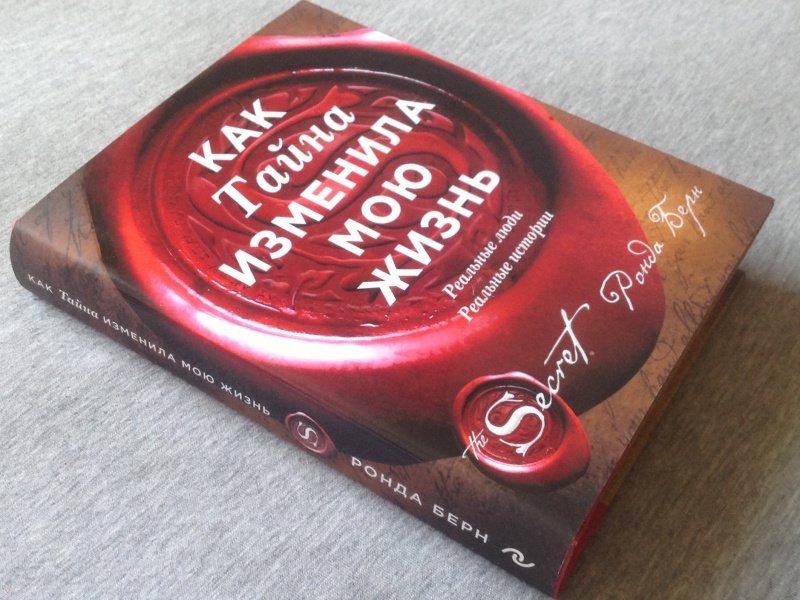 КАК
Тайна
ИЗМЕНИЛА
МОЮ
ЖИЗНЬ
Реальные люди
Реальные истории
the Secret
Ронда Берн
КАК Тайна ИЗМЕНИЛА МОЮ ЖИЗНЬ
S
РОНДА БЕРН